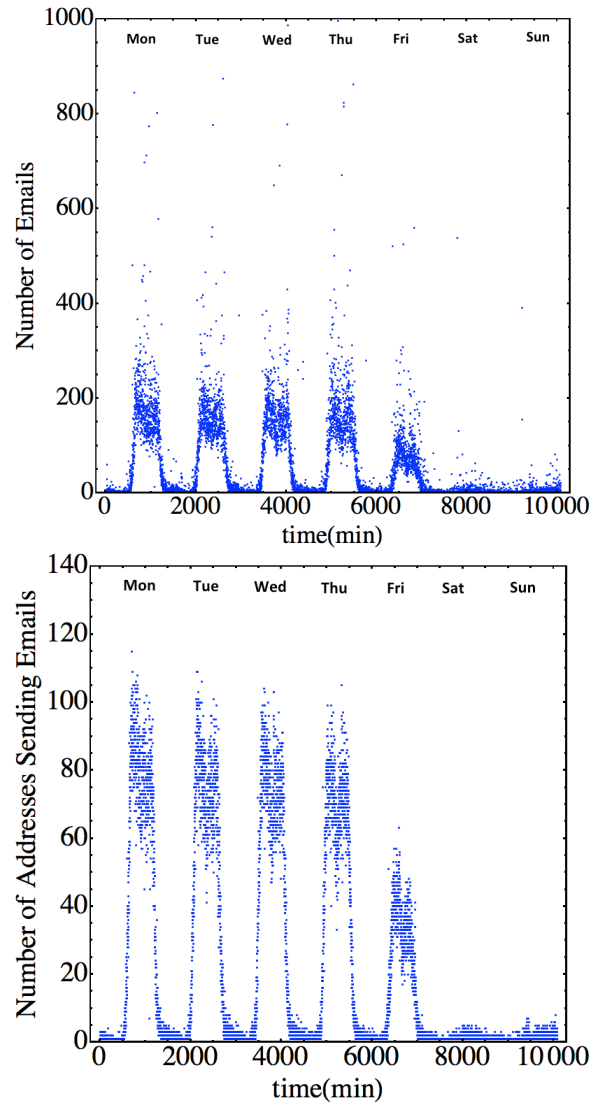 1000
Mon Tue Wed Thu Fri Sat Sun
800
600
400
200
0
Number of Emails
0 2000 4000 6000 8000 10000
time(min)
140
Mon Tue Wed Thu Fri Sat Sun
120
100
80
60
40
20
0
Number of Addresses Sending Emails
0 2000 4000 6000 8000 10000
time(min)